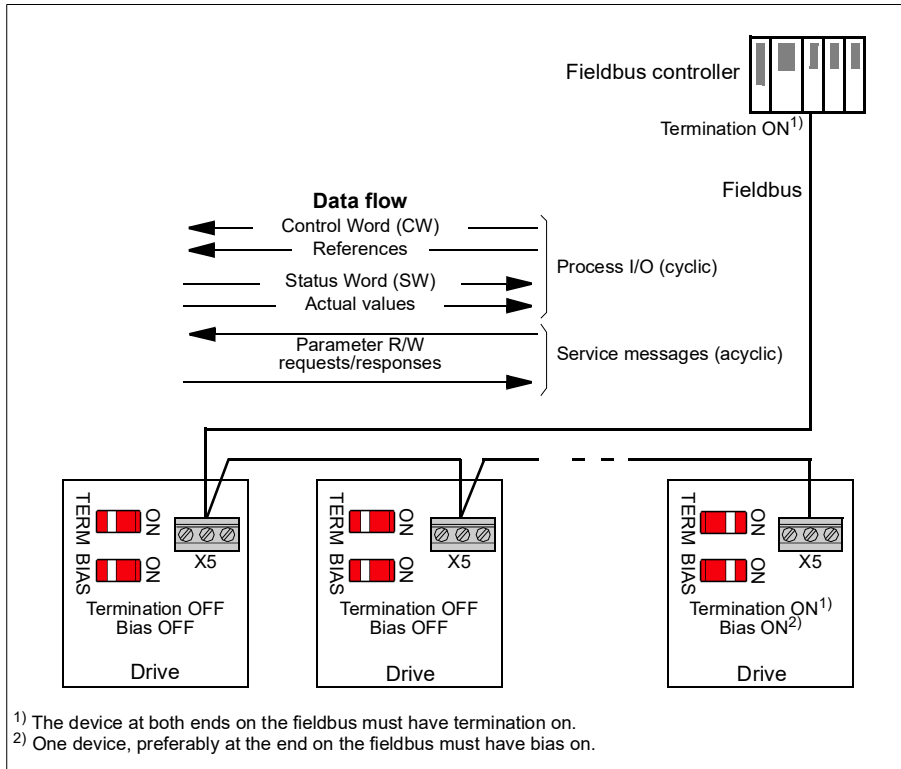 Fieldbus controller
Termination ON1)
Fieldbus
Data flow
Control Word (CW)
References
Status Word (SW)
Actual values
Process I/O (cyclic)
Parameter R/W
requests/responses
Service messages (acyclic)
TERM
ON
BIAS
ON
X5
Termination OFF
Bias OFF
Drive
TERM
ON
BIAS
ON
X5
Termination OFF
Bias OFF
Drive
TERM
ON
BIAS
ON
X5
Termination ON1)
Bias ON2)
Drive
1) The device at both ends on the fieldbus must have termination on.
2) One device, preferably at the end on the fieldbus must have bias on.